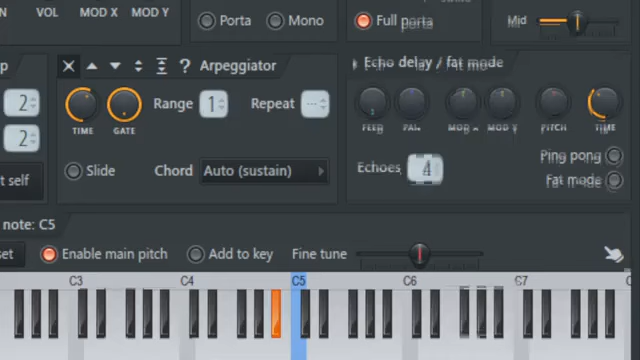 VOL MOD X MOD Y
Porta Mono
Full porta
Mid
Arpeggiator
Echo delay / fat mode
2
2
TIME GATE
Range 1 Repeat
FEED PAN MOD X MOD Y PITCH TIME
Slide Chord Auto (sustain)
Echoes 4
Ping pong
Fat mode
t self
note: C5
set Enable main pitch Add to key Fine tune
C3 C4 C5 C6 C7